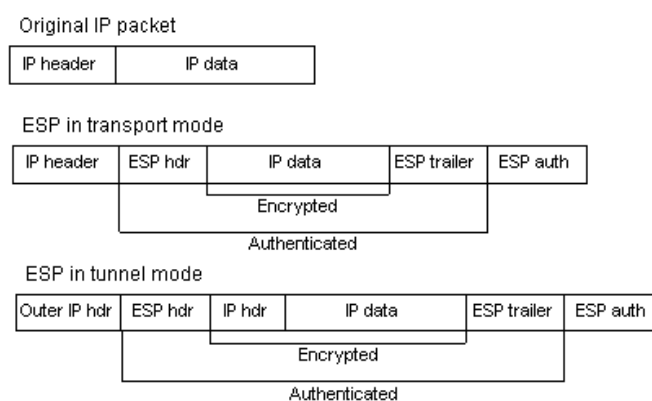 Original IP packet
IP header IP data
ESP in transport mode
IP header ESP hdr IP data ESP trailer ESP auth
Encrypted
Authenticated
ESP in tunnel mode
Outer IP hdr ESP hdr IP hdr IP data ESP trailer ESP auth
Encrypted
Authenticated